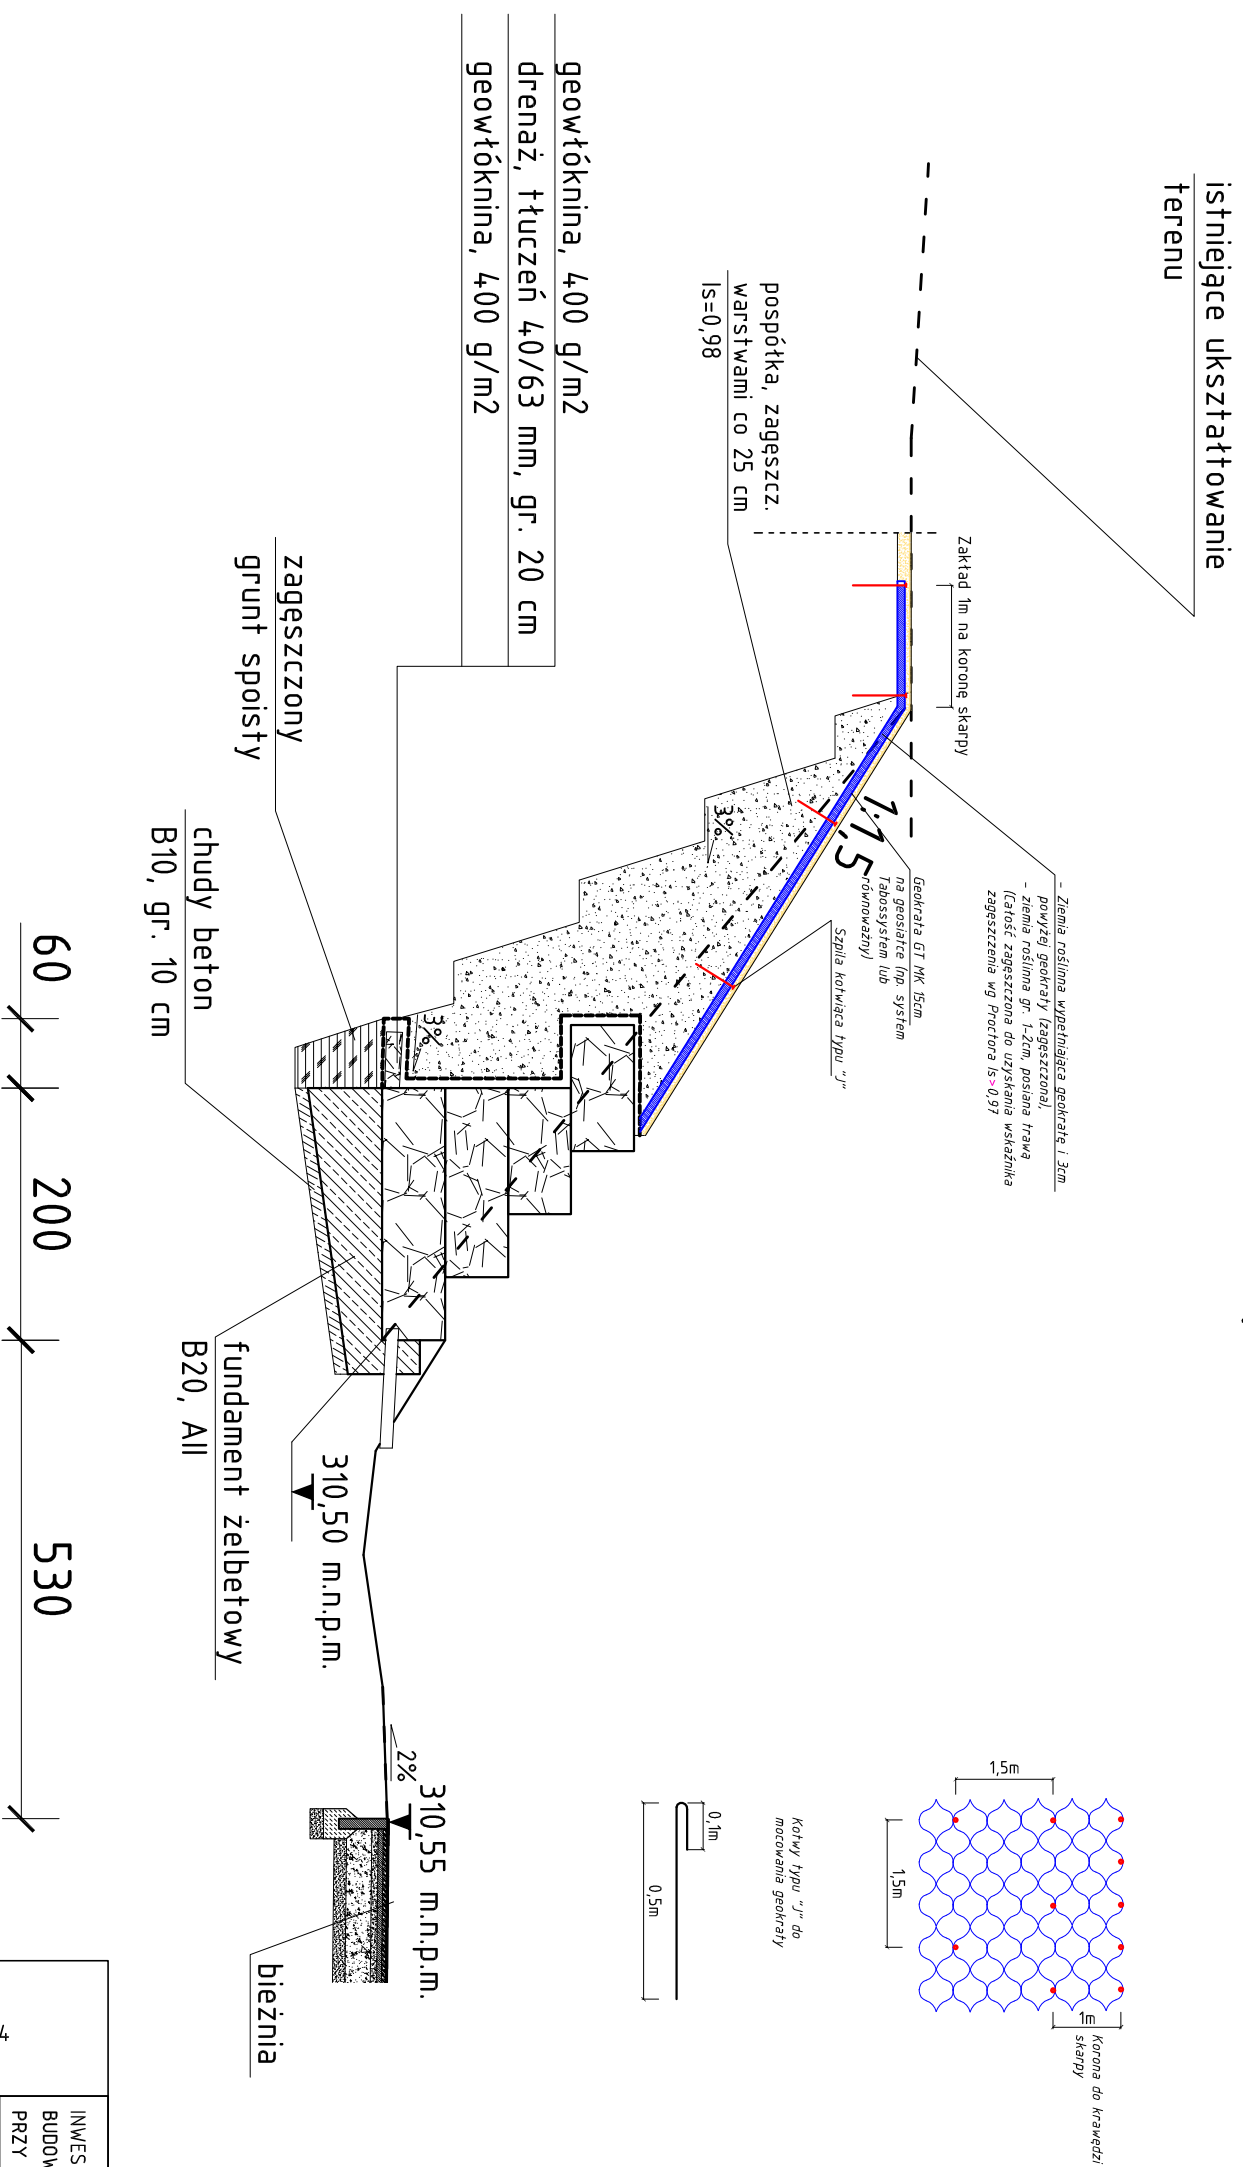 istniejące ukształtowanie
terenu
Zakład 1m na koronę skarpy
pospółka, zagęszcz.
warstwami co 25 cm
Is=0,98
geowłóknina, 400 g/m2
drenaż, tłuczeń 40/63 mm, gr. 20 cm
geowłóknina, 400 g/m2
- Ziemia roślinna wypełniająca geokratę i 3cm
powyżej geokraty (zagęszczona),
- ziemia roślinna gr. 1-2cm, posiana trawą
(Całość zagęszczona do uzyskania wskaźnika
zagęszczenia wg Proctora Is>0,97
Geokrata GT MK 15cm
na geosiatce (np. system
Tabossystem lub
równoważny)
1:1,5
Szpila kotwiąca typu "J"
3%
3%
zagęszczony
grunt spoisty
chudy beton
B10, gr. 10 cm
fundament żelbetowy
B20, AII
310,50 m.n.p.m.
2%
310,55 m.n.p.m.
bieżnia
60
200
530
1,5m
1,5m
1m
Korona do krawędzi
skarpy
Kotwy typu "J" do
mocowania geokraty
0,1m
0,5m
4
INWES
BUDOW
PRZY